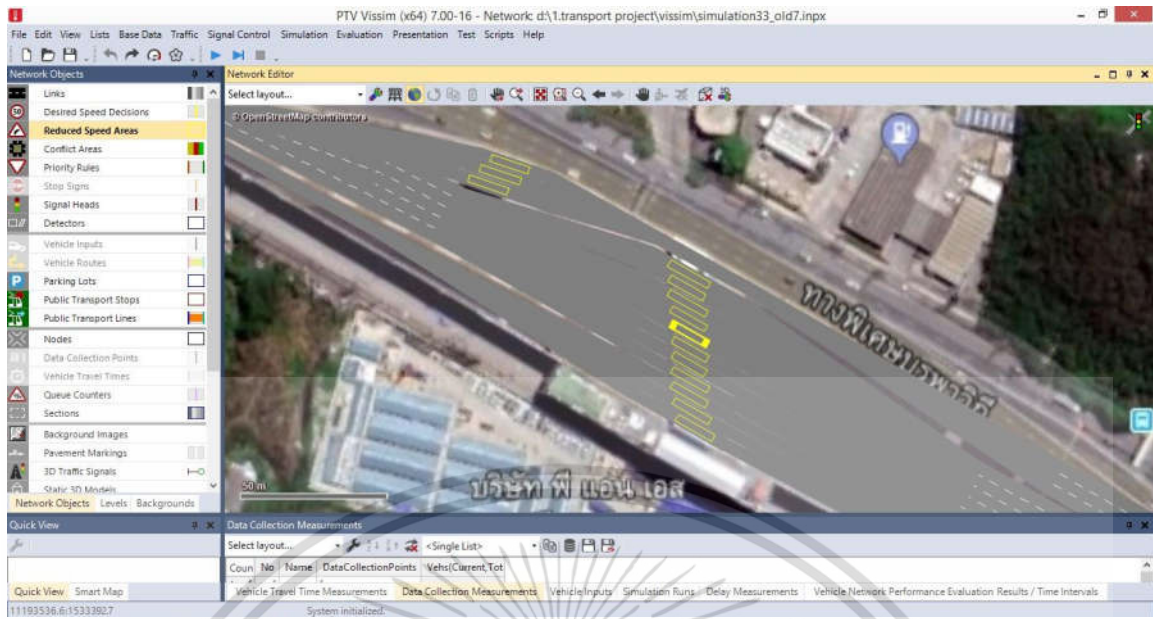 PTV Vissim (x64) 7.00-16 - Network: d:\1.transport project\vissim\simulation33_old7.inpx
File Edit View Lists Base Data Traffic Signal Control Simulation Evaluation Presentation Test Scripts Help
Network Objects
Network Editor
Select layout...
Links
Desired Speed Decisions
Reduced Speed Areas
Conflict Areas
Priority Rules
Stop Signs
Signal Heads
Detectors
Vehicle Inputs
Vehicle Routes
Parking Lots
Public Transport Stops
Public Transport Lines
Nodes
Data Collection Points
Vehicle Travel Times
Queue Counters
Sections
Background Images
Pavement Markings
3D Traffic Signals
Static 3D Models
Network Objects Levels Backgrounds
© OpenStreetMap contributors
ทางพิเศษบูรพาวิถี
บริษัท พี แอน เอส
50 m
Quick View
Data Collection Measurements
Select layout... <Single List>
Coun No Name DataCollectionPoints Vehs(Current,Tot
Quick View Smart Map
Vehicle Travel Time Measurements Data Collection Measurements Vehicle Inputs Simulation Runs Delay Measurements Vehicle Network Performance Evaluation Results / Time Intervals
11193536.6:1533392.7 System initialized.